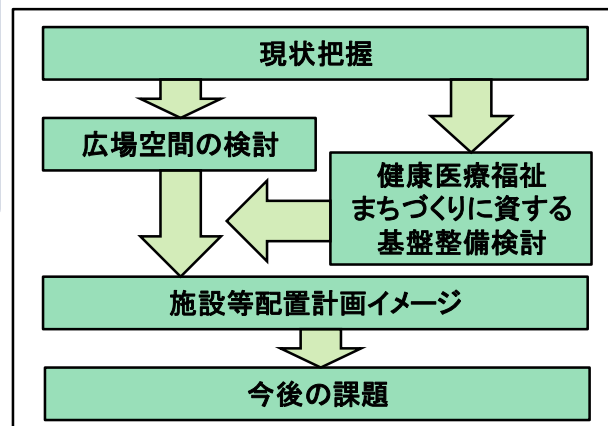 現状把握
広場空間の検討
健康医療福祉
まちづくりに資する
基盤整備検討
施設等配置計画イメージ
今後の課題